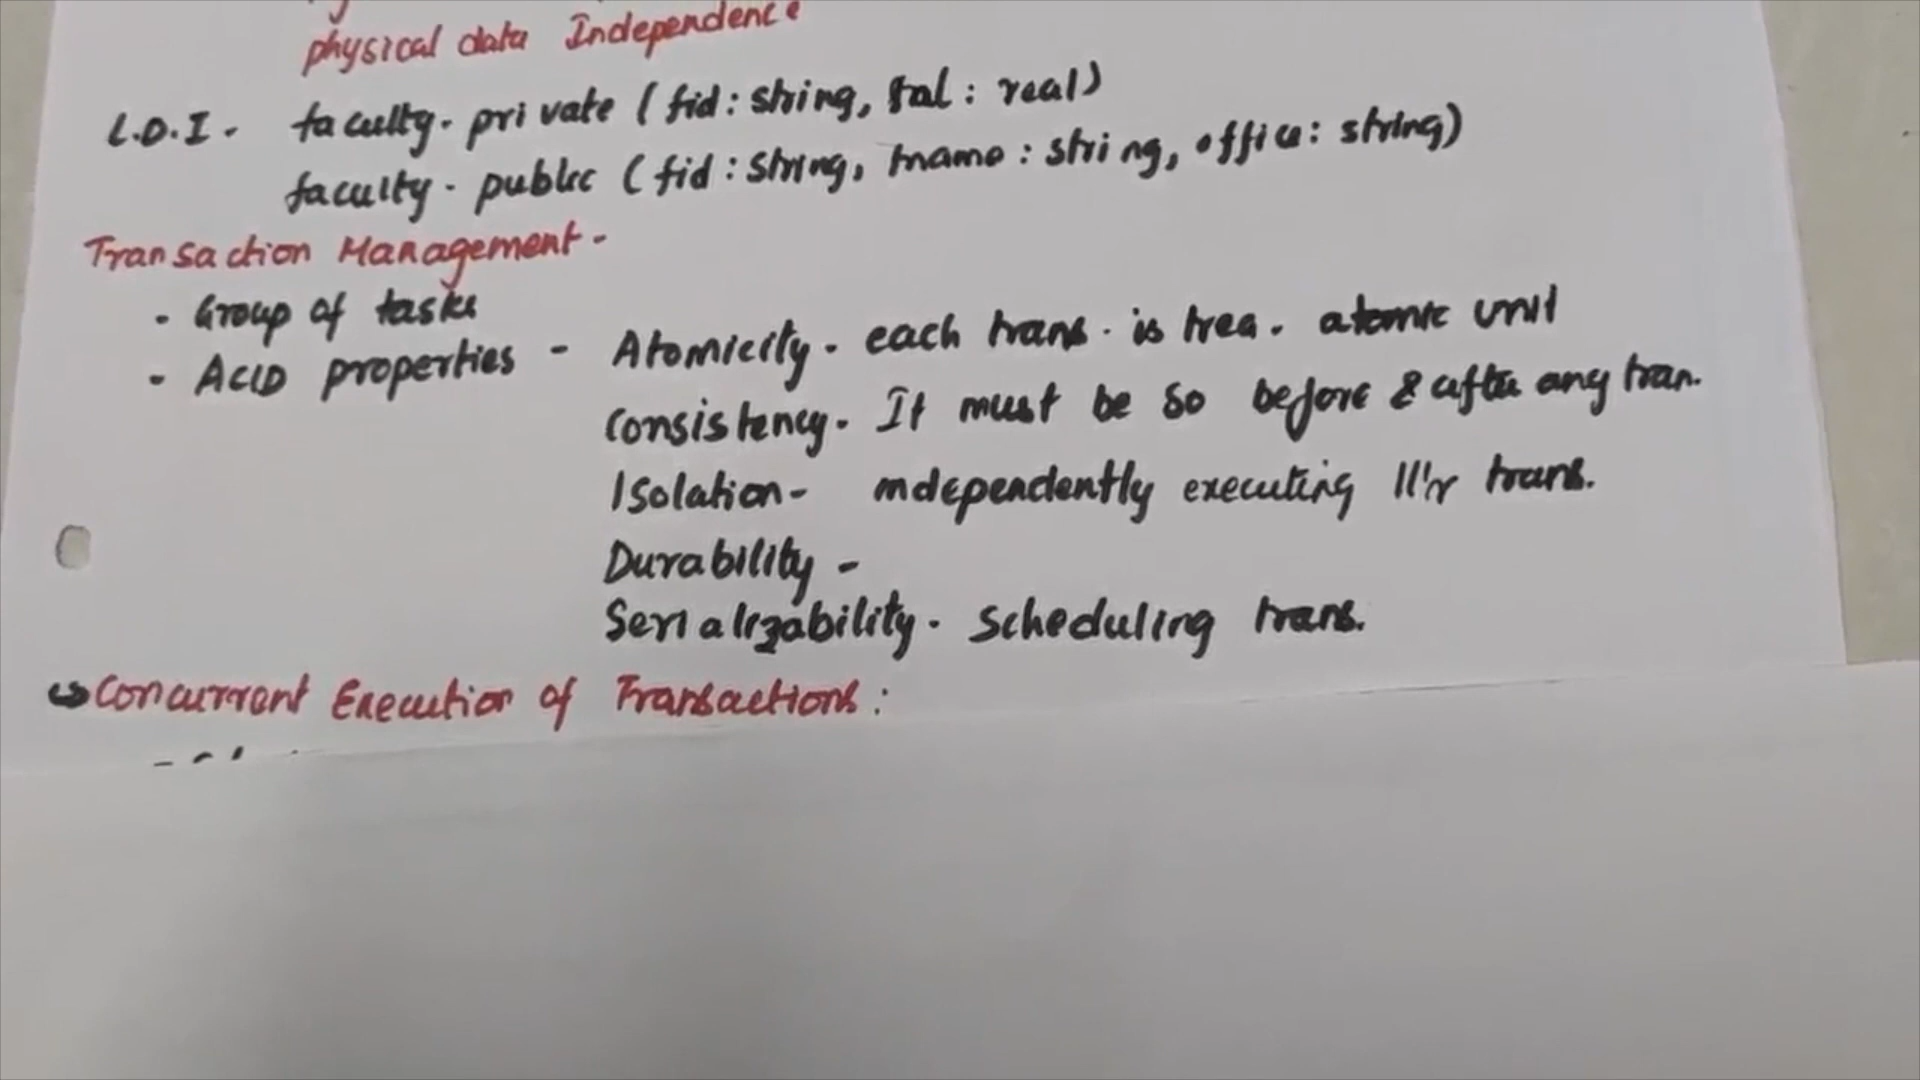 physical data Independence
L.D.I. faculty. private (fid: string, sal: real)
faculty. public (fid: string, fname: string, office: string)
Transaction Management -
- Group of tasks
- ACID properties - Atomicity. each trans. is trea. atomic unit
Consistency. It must be so before & after any tran.
Isolation - independently executing ll'r trans.
Durability -
Serializability. scheduling trans.
↪ Concurrent Execution of Transactions: